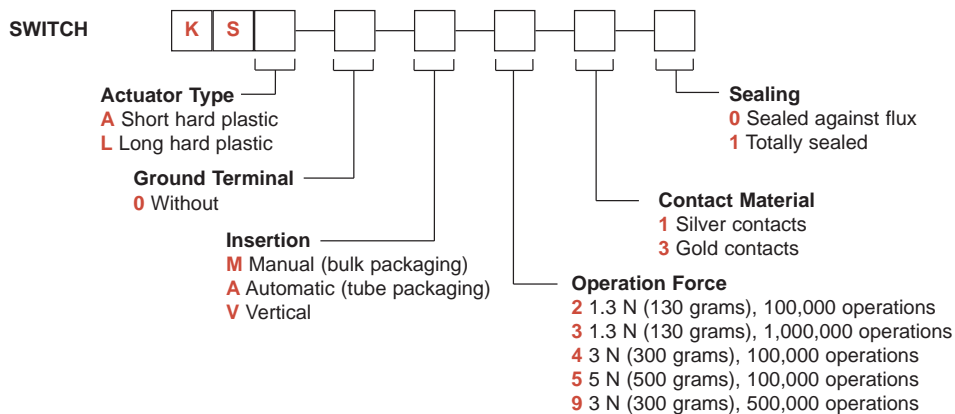 SWITCH
K S
Actuator Type
A Short hard plastic
L Long hard plastic
Ground Terminal
0 Without
Insertion
M Manual (bulk packaging)
A Automatic (tube packaging)
V Vertical
Sealing
0 Sealed against flux
1 Totally sealed
Contact Material
1 Silver contacts
3 Gold contacts
Operation Force
2 1.3 N (130 grams), 100,000 operations
3 1.3 N (130 grams), 1,000,000 operations
4 3 N (300 grams), 100,000 operations
5 5 N (500 grams), 100,000 operations
9 3 N (300 grams), 500,000 operations